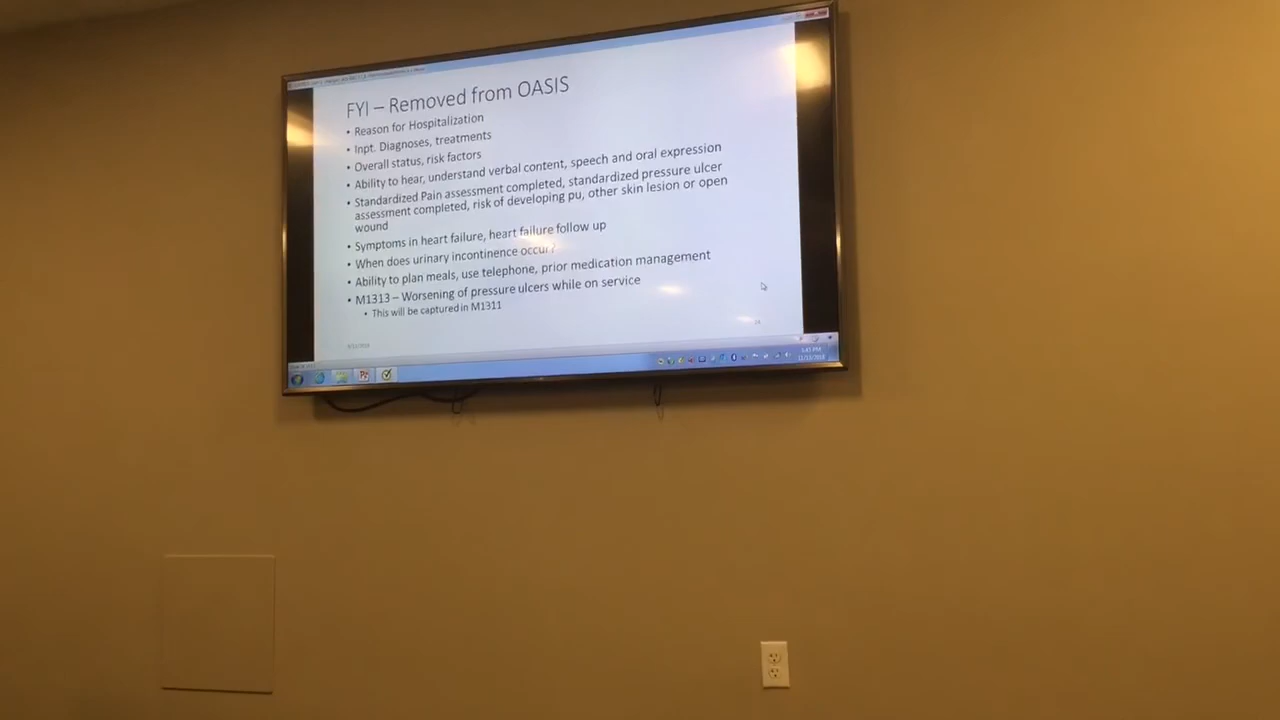 FYI – Removed from OASIS
• Reason for Hospitalization
• Inpt. Diagnoses, treatments
• Overall status, risk factors
• Ability to hear, understand verbal content, speech and oral expression
• Standardized Pain assessment completed, standardized pressure ulcer
assessment completed, risk of developing pu, other skin lesion or open
wound
• Symptoms in heart failure, heart failure follow up
• When does urinary incontinence occur?
• Ability to plan meals, use telephone, prior medication management
• M1313 – Worsening of pressure ulcers while on service
• This will be captured in M1311